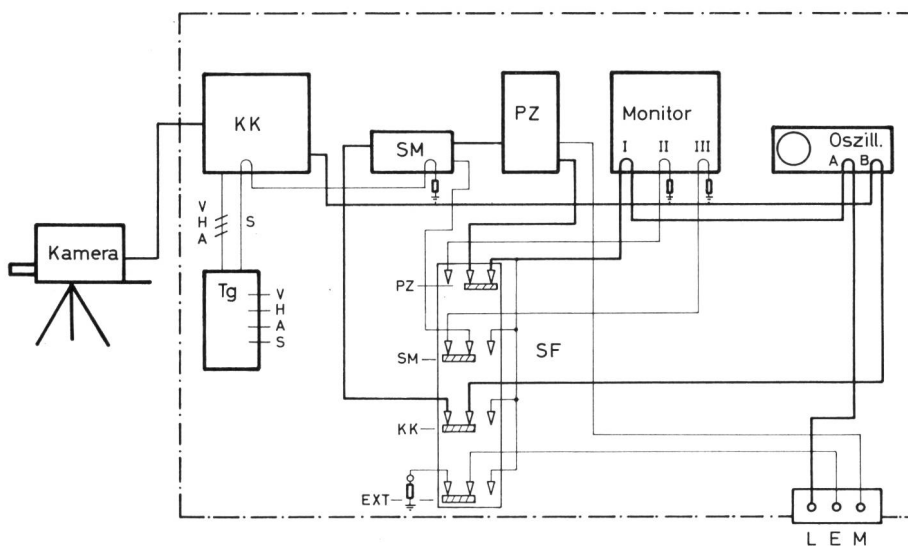 KK
SM
PZ
Monitor
I II III
Oszill.
A B
V
H
A
S
Kamera
Tg
V
H
A
S
PZ
SM
SF
KK
EXT
L E M